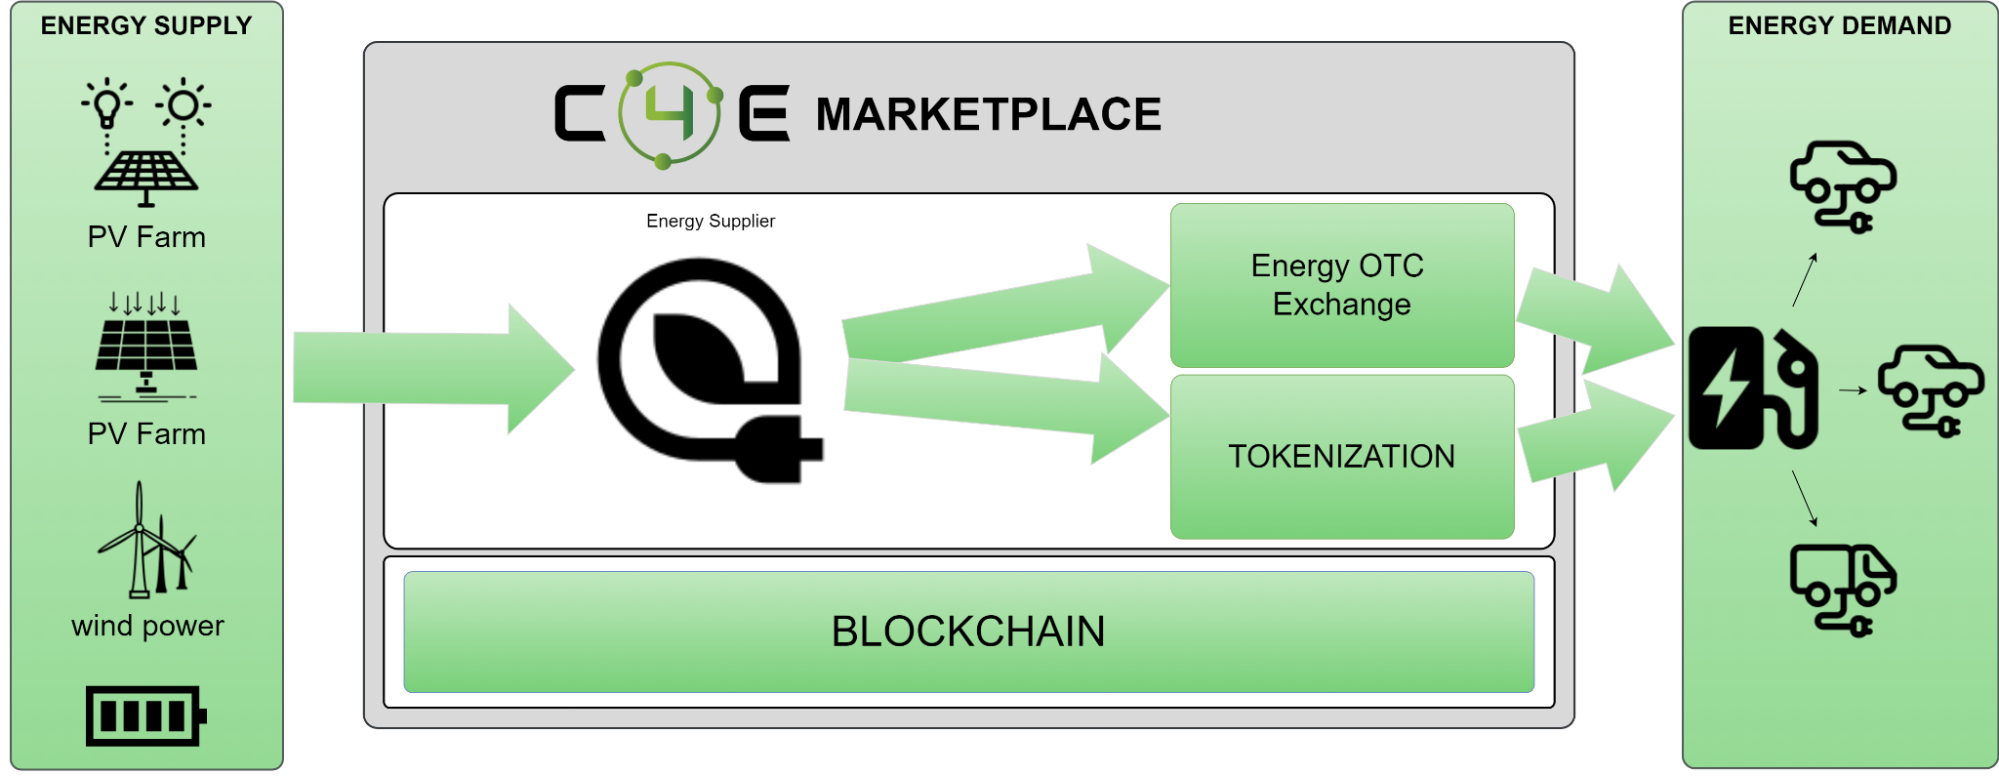 ENERGY SUPPLY
PV Farm
PV Farm
wind power
C4E MARKETPLACE
Energy Supplier
Energy OTC
Exchange
TOKENIZATION
BLOCKCHAIN
ENERGY DEMAND